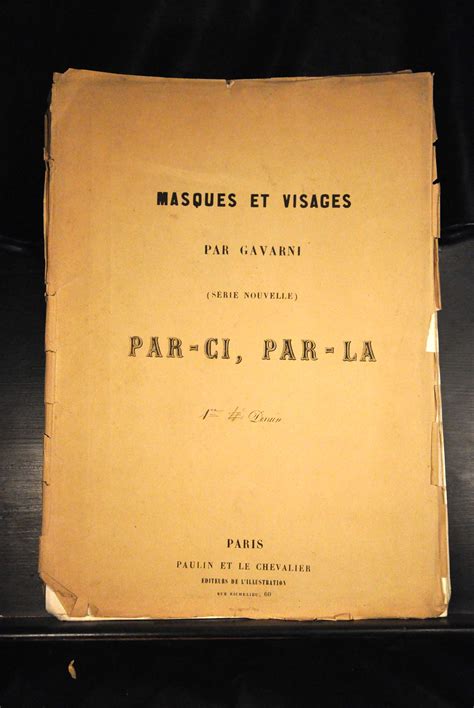 MASQUES ET VISAGES
PAR GAVARNI
(SÉRIE NOUVELLE)
PAR-CI, PAR-LA
PARIS
PAULIN ET LE CHEVALIER
ÉDITEURS DE L'ILLUSTRATION
RUE RICHELIEU, 60